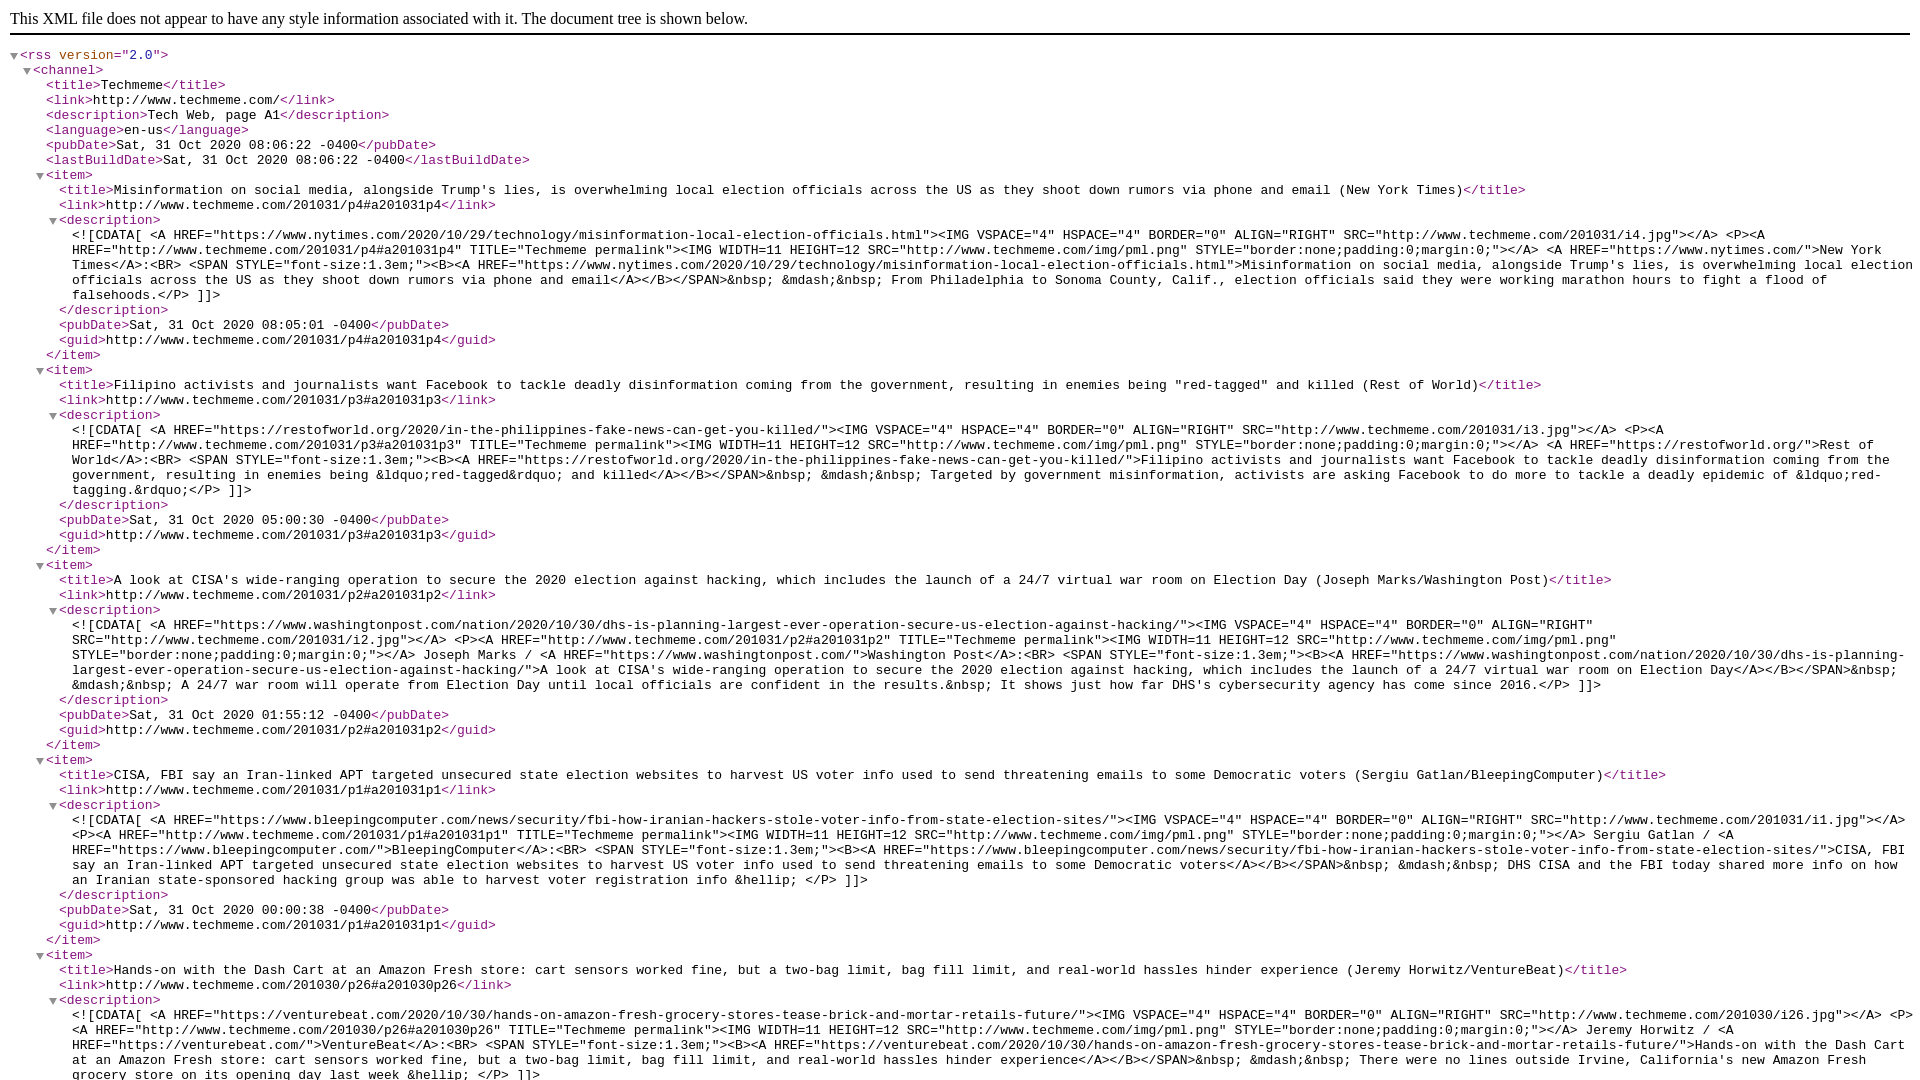 This XML file does not appear to have any style information associated with it. The document tree is shown below.
<rss version="2.0">
<channel>
<title>Techmeme</title>
<link>http://www.techmeme.com/</link>
<description>Tech Web, page A1</description>
<language>en-us</language>
<pubDate>Sat, 31 Oct 2020 08:06:22 -0400</pubDate>
<lastBuildDate>Sat, 31 Oct 2020 08:06:22 -0400</lastBuildDate>
<item>
<title>Misinformation on social media, alongside Trump's lies, is overwhelming local election officials across the US as they shoot down rumors via phone and email (New York Times)</title>
<link>http://www.techmeme.com/201031/p4#a201031p4</link>
<description>
<![CDATA[ <A HREF="https://www.nytimes.com/2020/10/29/technology/misinformation-local-election-officials.html"><IMG VSPACE="4" HSPACE="4" BORDER="0" ALIGN="RIGHT" SRC="http://www.techmeme.com/201031/i4.jpg"></A> <P><A
HREF="http://www.techmeme.com/201031/p4#a201031p4" TITLE="Techmeme permalink"><IMG WIDTH=11 HEIGHT=12 SRC="http://www.techmeme.com/img/pml.png" STYLE="border:none;padding:0;margin:0;"></A> <A HREF="https://www.nytimes.com/">New York
Times</A>:<BR> <SPAN STYLE="font-size:1.3em;"><B><A HREF="https://www.nytimes.com/2020/10/29/technology/misinformation-local-election-officials.html">Misinformation on social media, alongside Trump's lies, is overwhelming local election
officials across the US as they shoot down rumors via phone and email</A></B></SPAN>&nbsp; &mdash;&nbsp; From Philadelphia to Sonoma County, Calif., election officials said they were working marathon hours to fight a flood of
falsehoods.</P> ]]>
</description>
<pubDate>Sat, 31 Oct 2020 08:05:01 -0400</pubDate>
<guid>http://www.techmeme.com/201031/p4#a201031p4</guid>
</item>
<item>
<title>Filipino activists and journalists want Facebook to tackle deadly disinformation coming from the government, resulting in enemies being "red-tagged" and killed (Rest of World)</title>
<link>http://www.techmeme.com/201031/p3#a201031p3</link>
<description>
<![CDATA[ <A HREF="https://restofworld.org/2020/in-the-philippines-fake-news-can-get-you-killed/"><IMG VSPACE="4" HSPACE="4" BORDER="0" ALIGN="RIGHT" SRC="http://www.techmeme.com/201031/i3.jpg"></A> <P><A
HREF="http://www.techmeme.com/201031/p3#a201031p3" TITLE="Techmeme permalink"><IMG WIDTH=11 HEIGHT=12 SRC="http://www.techmeme.com/img/pml.png" STYLE="border:none;padding:0;margin:0;"></A> <A HREF="https://restofworld.org/">Rest of
World</A>:<BR> <SPAN STYLE="font-size:1.3em;"><B><A HREF="https://restofworld.org/2020/in-the-philippines-fake-news-can-get-you-killed/">Filipino activists and journalists want Facebook to tackle deadly disinformation coming from the
government, resulting in enemies being &ldquo;red-tagged&rdquo; and killed</A></B></SPAN>&nbsp; &mdash;&nbsp; Targeted by government misinformation, activists are asking Facebook to do more to tackle a deadly epidemic of &ldquo;red-
tagging.&rdquo;</P> ]]>
</description>
<pubDate>Sat, 31 Oct 2020 05:00:30 -0400</pubDate>
<guid>http://www.techmeme.com/201031/p3#a201031p3</guid>
</item>
<item>
<title>A look at CISA's wide-ranging operation to secure the 2020 election against hacking, which includes the launch of a 24/7 virtual war room on Election Day (Joseph Marks/Washington Post)</title>
<link>http://www.techmeme.com/201031/p2#a201031p2</link>
<description>
<![CDATA[ <A HREF="https://www.washingtonpost.com/nation/2020/10/30/dhs-is-planning-largest-ever-operation-secure-us-election-against-hacking/"><IMG VSPACE="4" HSPACE="4" BORDER="0" ALIGN="RIGHT"
SRC="http://www.techmeme.com/201031/i2.jpg"></A> <P><A HREF="http://www.techmeme.com/201031/p2#a201031p2" TITLE="Techmeme permalink"><IMG WIDTH=11 HEIGHT=12 SRC="http://www.techmeme.com/img/pml.png"
STYLE="border:none;padding:0;margin:0;"></A> Joseph Marks / <A HREF="https://www.washingtonpost.com/">Washington Post</A>:<BR> <SPAN STYLE="font-size:1.3em;"><B><A HREF="https://www.washingtonpost.com/nation/2020/10/30/dhs-is-planning-
largest-ever-operation-secure-us-election-against-hacking/">A look at CISA's wide-ranging operation to secure the 2020 election against hacking, which includes the launch of a 24/7 virtual war room on Election Day</A></B></SPAN>&nbsp;
&mdash;&nbsp; A 24/7 war room will operate from Election Day until local officials are confident in the results.&nbsp; It shows just how far DHS's cybersecurity agency has come since 2016.</P> ]]>
</description>
<pubDate>Sat, 31 Oct 2020 01:55:12 -0400</pubDate>
<guid>http://www.techmeme.com/201031/p2#a201031p2</guid>
</item>
<item>
<title>CISA, FBI say an Iran-linked APT targeted unsecured state election websites to harvest US voter info used to send threatening emails to some Democratic voters (Sergiu Gatlan/BleepingComputer)</title>
<link>http://www.techmeme.com/201031/p1#a201031p1</link>
<description>
<![CDATA[ <A HREF="https://www.bleepingcomputer.com/news/security/fbi-how-iranian-hackers-stole-voter-info-from-state-election-sites/"><IMG VSPACE="4" HSPACE="4" BORDER="0" ALIGN="RIGHT" SRC="http://www.techmeme.com/201031/i1.jpg"></A>
<P><A HREF="http://www.techmeme.com/201031/p1#a201031p1" TITLE="Techmeme permalink"><IMG WIDTH=11 HEIGHT=12 SRC="http://www.techmeme.com/img/pml.png" STYLE="border:none;padding:0;margin:0;"></A> Sergiu Gatlan / <A
HREF="https://www.bleepingcomputer.com/">BleepingComputer</A>:<BR> <SPAN STYLE="font-size:1.3em;"><B><A HREF="https://www.bleepingcomputer.com/news/security/fbi-how-iranian-hackers-stole-voter-info-from-state-election-sites/">CISA, FBI
say an Iran-linked APT targeted unsecured state election websites to harvest US voter info used to send threatening emails to some Democratic voters</A></B></SPAN>&nbsp; &mdash;&nbsp; DHS CISA and the FBI today shared more info on how
an Iranian state-sponsored hacking group was able to harvest voter registration info &hellip; </P> ]]>
</description>
<pubDate>Sat, 31 Oct 2020 00:00:38 -0400</pubDate>
<guid>http://www.techmeme.com/201031/p1#a201031p1</guid>
</item>
<item>
<title>Hands-on with the Dash Cart at an Amazon Fresh store: cart sensors worked fine, but a two-bag limit, bag fill limit, and real-world hassles hinder experience (Jeremy Horwitz/VentureBeat)</title>
<link>http://www.techmeme.com/201030/p26#a201030p26</link>
<description>
<![CDATA[ <A HREF="https://venturebeat.com/2020/10/30/hands-on-amazon-fresh-grocery-stores-tease-brick-and-mortar-retails-future/"><IMG VSPACE="4" HSPACE="4" BORDER="0" ALIGN="RIGHT" SRC="http://www.techmeme.com/201030/i26.jpg"></A> <P>
<A HREF="http://www.techmeme.com/201030/p26#a201030p26" TITLE="Techmeme permalink"><IMG WIDTH=11 HEIGHT=12 SRC="http://www.techmeme.com/img/pml.png" STYLE="border:none;padding:0;margin:0;"></A> Jeremy Horwitz / <A
HREF="https://venturebeat.com/">VentureBeat</A>:<BR> <SPAN STYLE="font-size:1.3em;"><B><A HREF="https://venturebeat.com/2020/10/30/hands-on-amazon-fresh-grocery-stores-tease-brick-and-mortar-retails-future/">Hands-on with the Dash Cart
at an Amazon Fresh store: cart sensors worked fine, but a two-bag limit, bag fill limit, and real-world hassles hinder experience</A></B></SPAN>&nbsp; &mdash;&nbsp; There were no lines outside Irvine, California's new Amazon Fresh
grocery store on its opening day last week &hellip; </P> ]]>